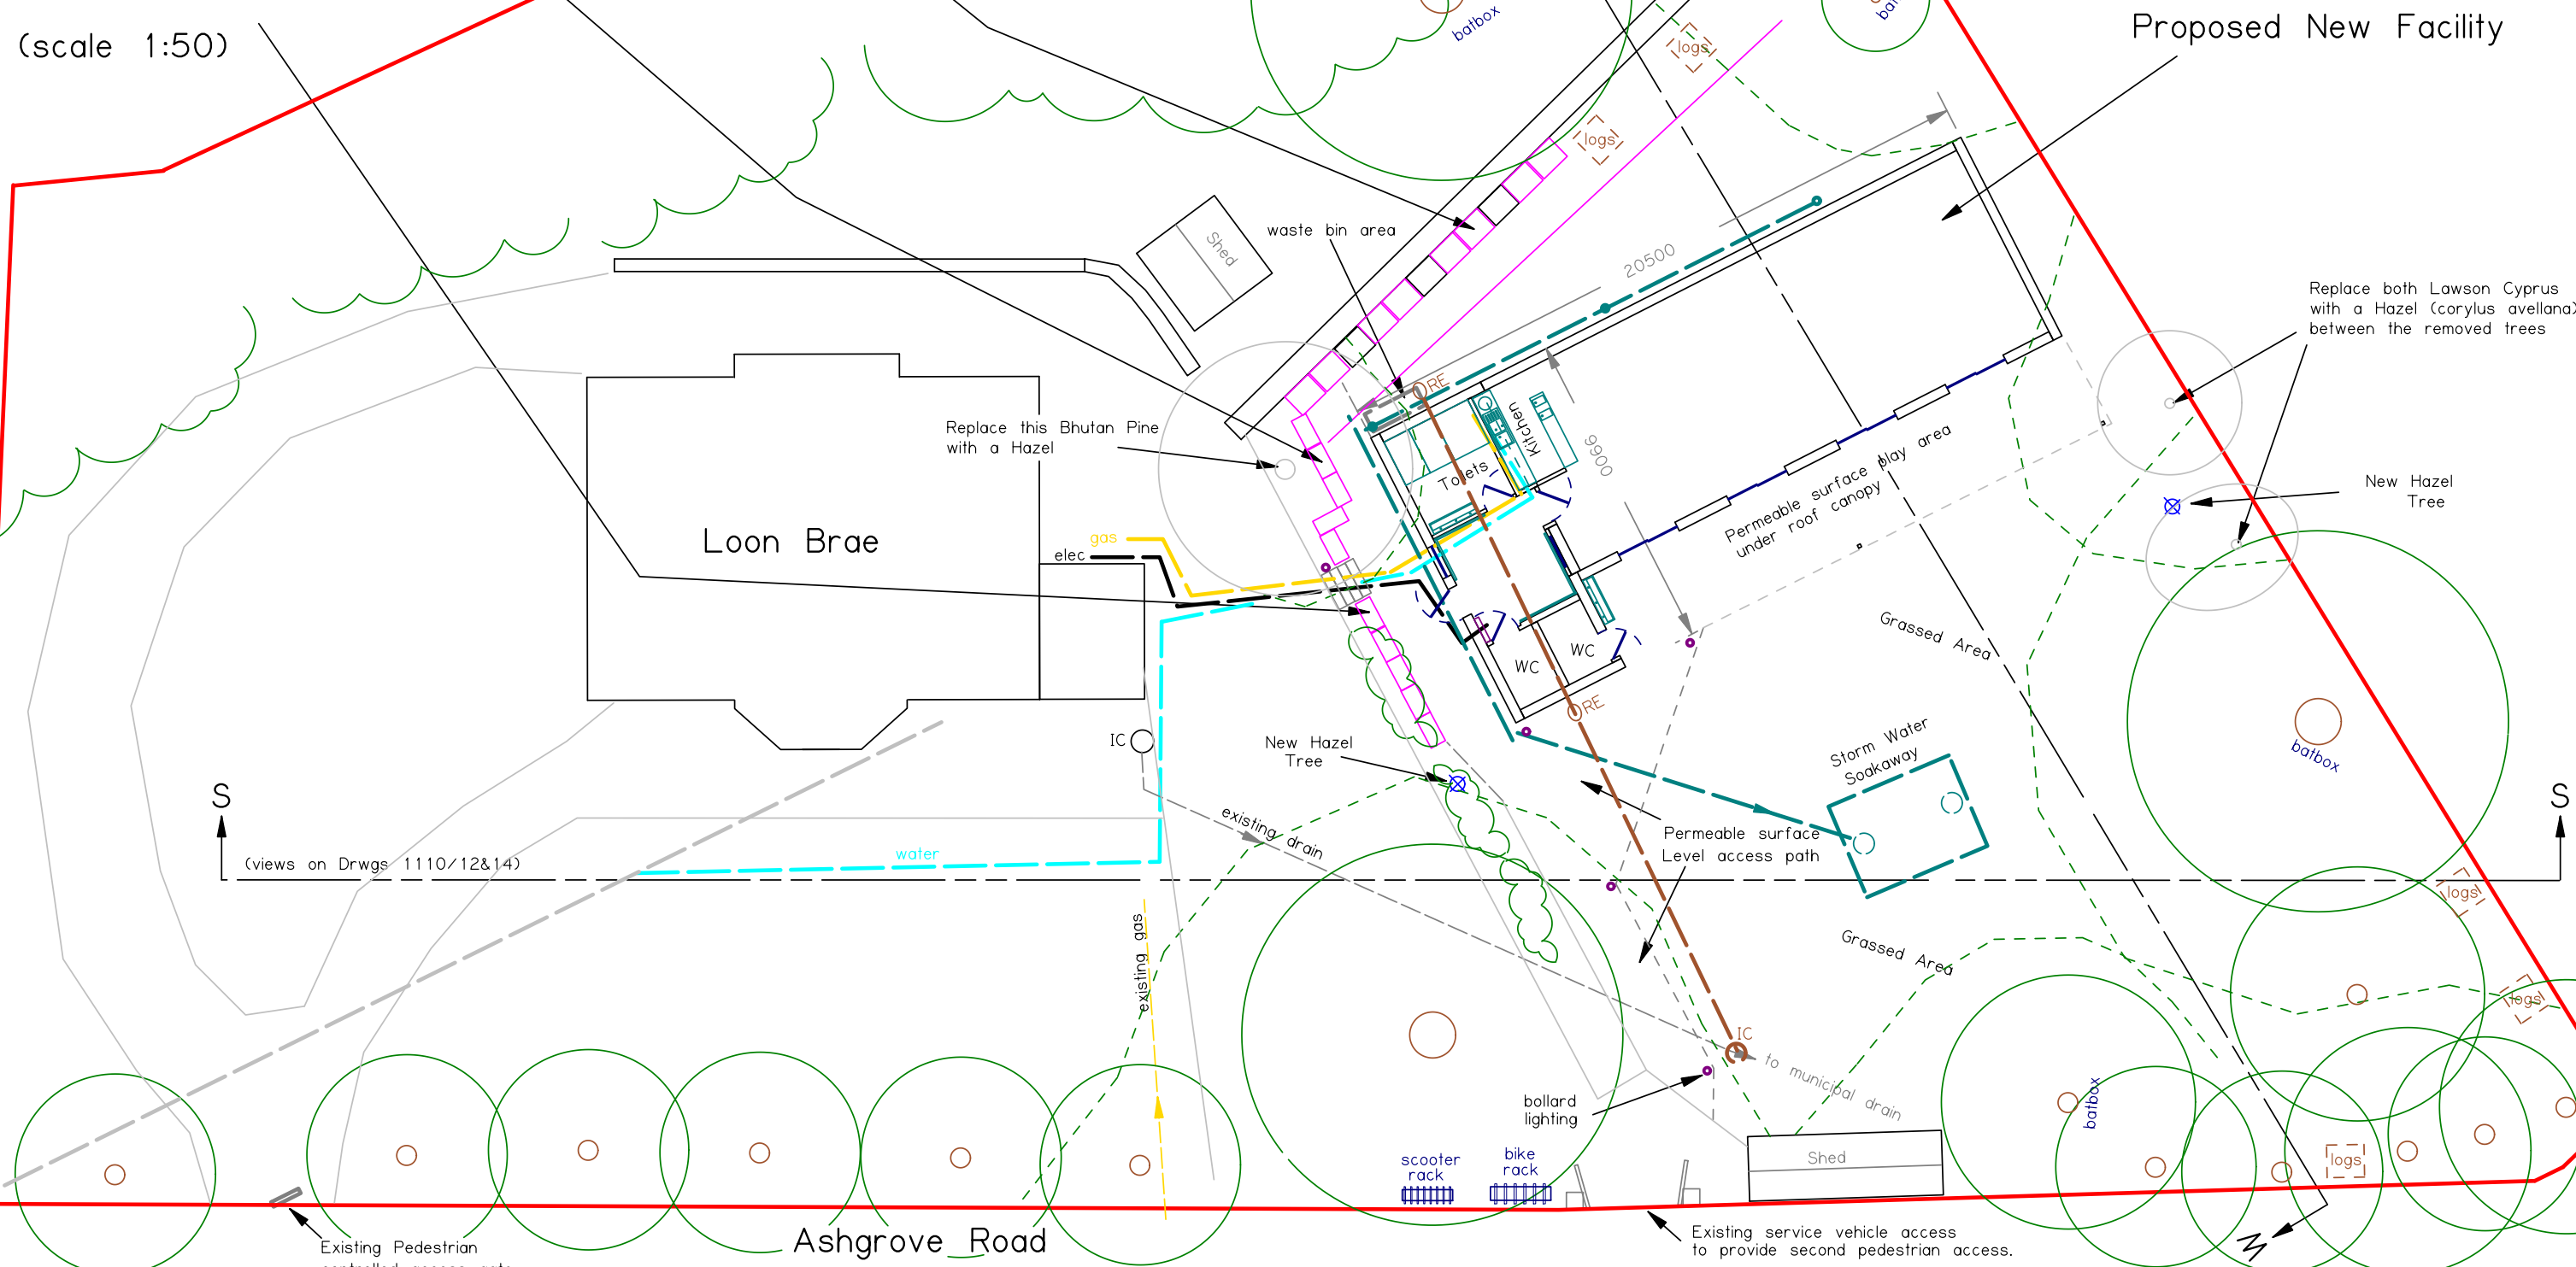 (scale 1:50)
batbox
logs
Proposed New Facility
logs
Shed
waste bin area
20500
Replace both Lawson Cyprus
with a Hazel (corylus avellana)
between the removed trees
RE
Kitchen
Toilets
9900
Permeable surface play area
under roof canopy
Replace this Bhutan Pine
with a Hazel
New Hazel
Tree
Loon Brae
gas
elec
Grassed Area
WC
WC
RE
IC
New Hazel
Tree
Storm Water
Soakaway
batbox
S
S
existing drain
Permeable surface
Level access path
(views on Drwgs 1110/12&14)
water
logs
existing gas
Grassed Area
logs
IC
to municipal drain
bollard
lighting
batbox
scooter
rack
bike
rack
Shed
logs
Existing Pedestrian
Ashgrove Road
Existing service vehicle access
to provide second pedestrian access.
M